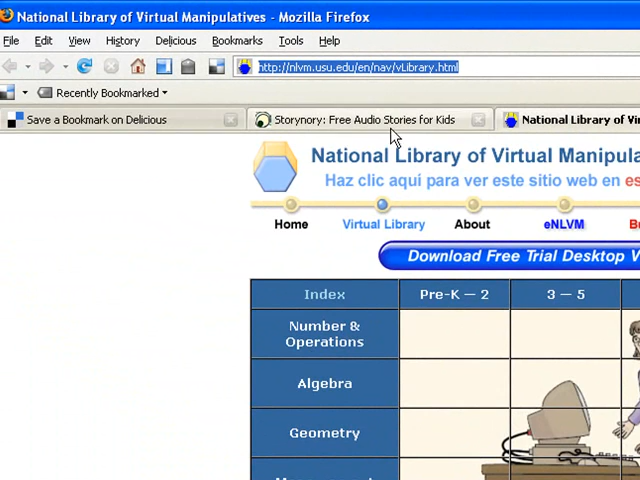 National Library of Virtual Manipulatives - Mozilla Firefox
File Edit View History Delicious Bookmarks Tools Help
http://nlvm.usu.edu/en/nav/vLibrary.html
Recently Bookmarked
Save a Bookmark on Delicious Storynory: Free Audio Stories for Kids National Library of Vir
National Library of Virtual Manipula
Haz clic aqui para ver este sitio web en es
Home Virtual Library About eNLVM Bu
Download Free Trial Desktop V
Index Pre-K — 2 3 — 5
Number &
Operations
Algebra
Geometry